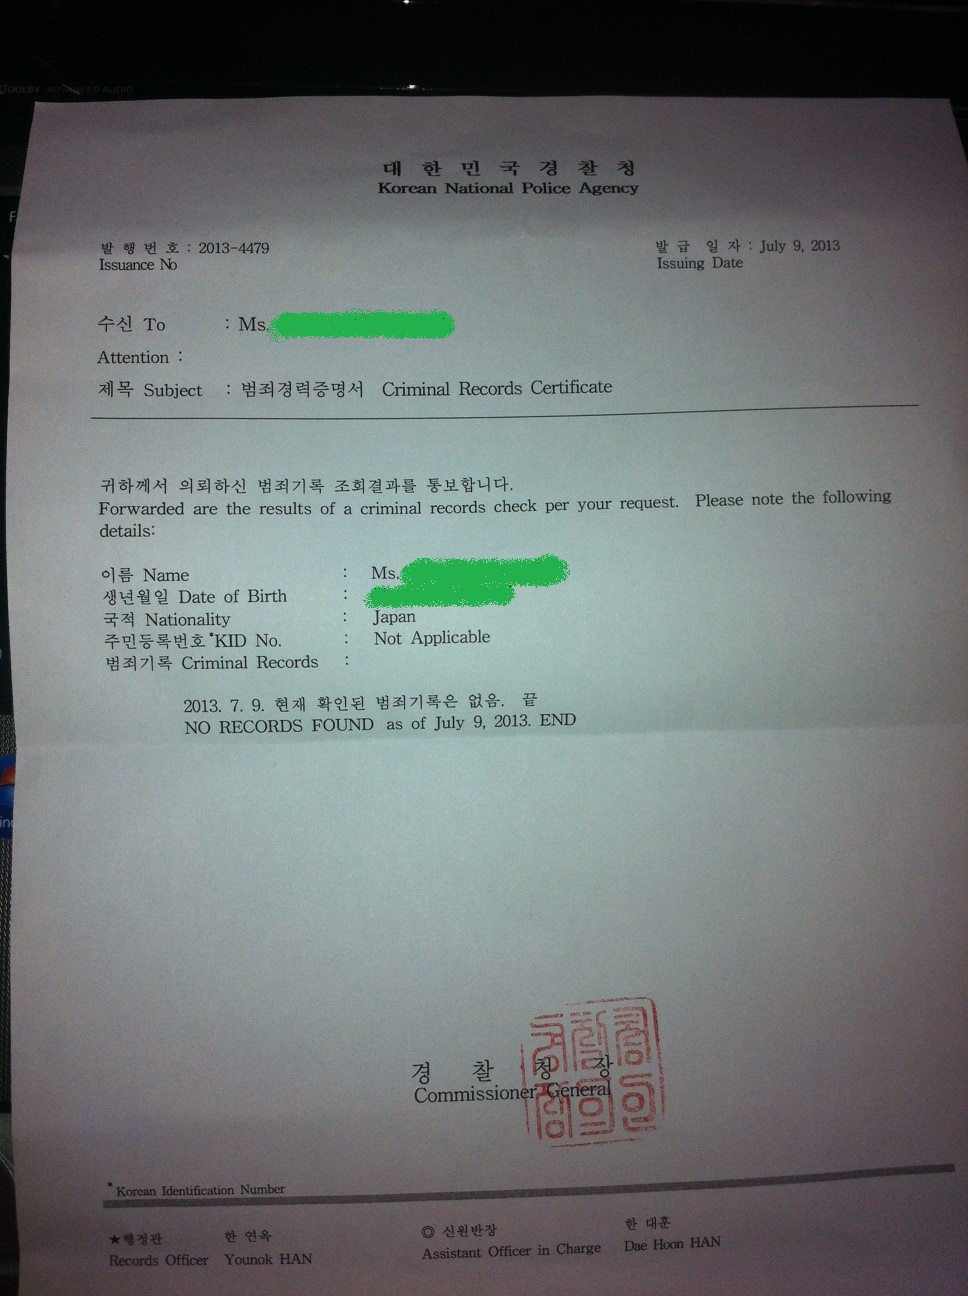 DOLBY ADVANCED AUDIO
대 한 민 국 경 찰 청
Korean National Police Agency
발 행 번 호 : 2013-4479
Issuance No
발 급 일 자 : July 9, 2013
Issuing Date
수신 To : Ms.
Attention :
제목 Subject : 범죄경력증명서 Criminal Records Certificate
귀하께서 의뢰하신 범죄기록 조회결과를 통보합니다.
Forwarded are the results of a criminal records check per your request. Please note the following
details:
이름 Name : Ms.
생년월일 Date of Birth :
국적 Nationality : Japan
주민등록번호 *KID No. : Not Applicable
범죄기록 Criminal Records :
2013. 7. 9. 현재 확인된 범죄기록은 없음. 끝
NO RECORDS FOUND as of July 9, 2013. END
경 찰 청 장
Commissioner General
경찰청
장의인
* Korean Identification Number
★행정관 한 연옥
Records Officer Younok HAN
◎ 신원반장 한 대훈
Assistant Officer in Charge Dae Hoon HAN